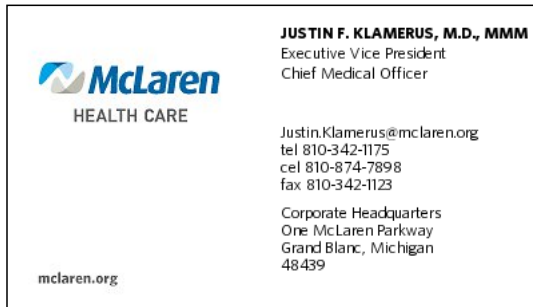 McLaren
HEALTH CARE
mclaren.org
JUSTIN F. KLAMERUS, M.D., MMM
Executive Vice President
Chief Medical Officer
Justin.Klamerus@mclaren.org
tel 810-342-1175
cel 810-874-7898
fax 810-342-1123
Corporate Headquarters
One McLaren Parkway
Grand Blanc, Michigan
48439